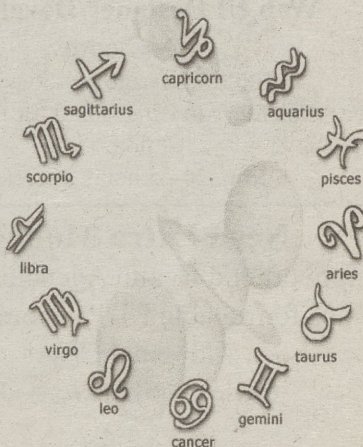 capricorn
sagittarius
aquarius
scorpio
pisces
libra
aries
virgo
taurus
leo
gemini
cancer